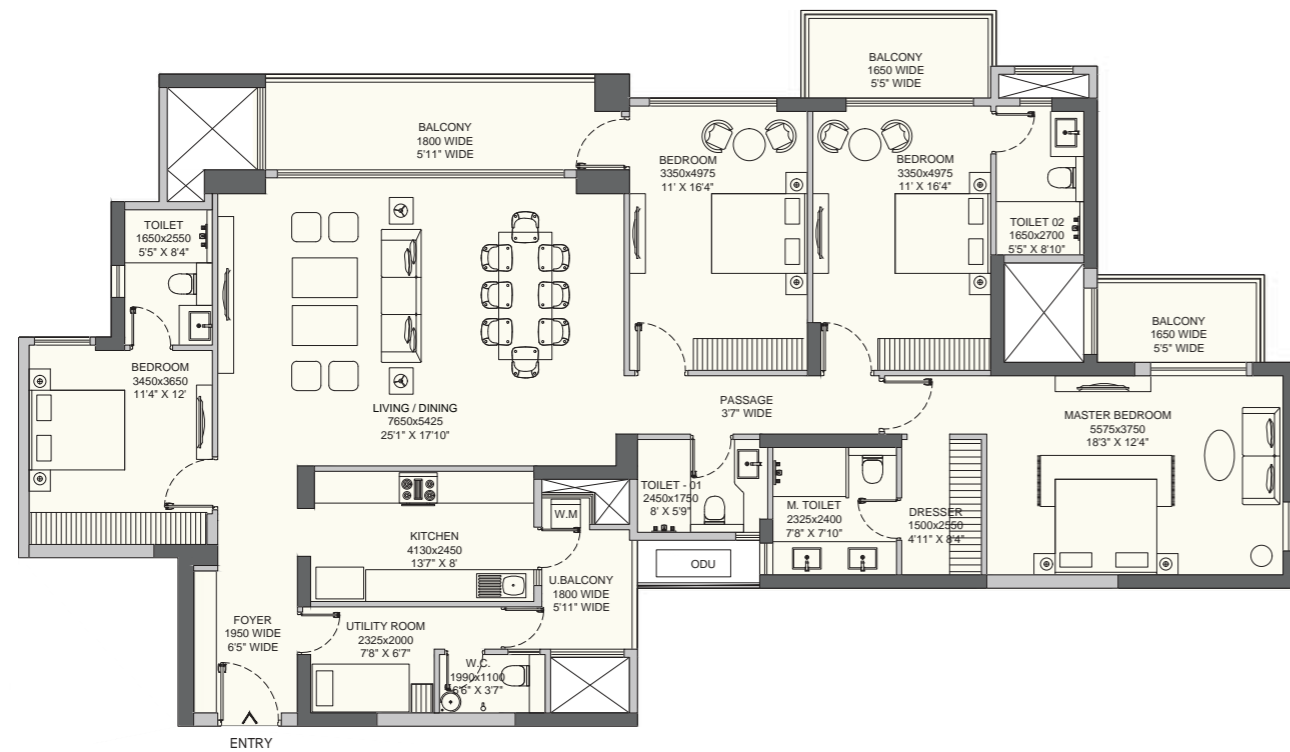 BALCONY
1650 WIDE
5'5" WIDE
BALCONY
1800 WIDE
5'11" WIDE
BEDROOM
3350x4975
11' X 16'4"
BEDROOM
3350x4975
11' X 16'4"
TOILET
1650x2550
5'5" X 8'4"
TOILET 02
1650x2700
5'5" X 8'10"
BALCONY
1650 WIDE
5'5" WIDE
BEDROOM
3450x3650
11'4" X 12'
LIVING / DINING
7650x5425
25'1" X 17'10"
PASSAGE
3'7" WIDE
MASTER BEDROOM
5575x3750
18'3" X 12'4"
TOILET - 01
2450x1750
8' X 5'9"
M. TOILET
2325x2400
7'8" X 7'10"
DRESSER
1500x2550
4'11" X 8'4"
W.M
KITCHEN
4130x2450
13'7" X 8'
ODU
U.BALCONY
1800 WIDE
5'11" WIDE
FOYER
1950 WIDE
6'5" WIDE
UTILITY ROOM
2325x2000
7'8" X 6'7"
W.C.
1990x1100
6'6" X 3'7"
ENTRY